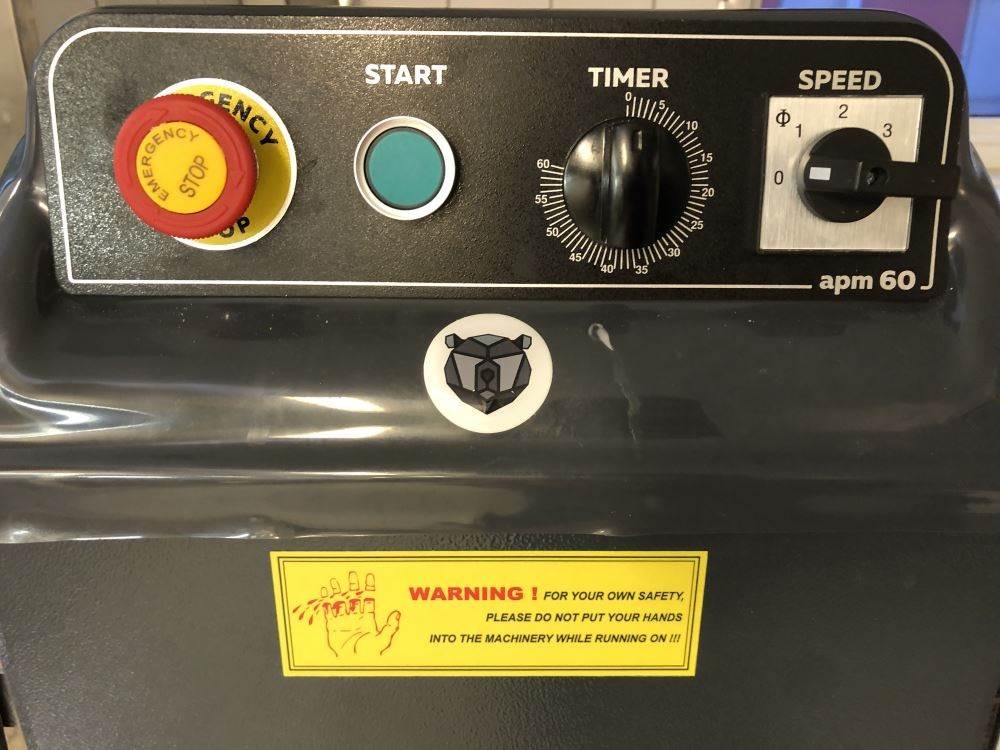 EMERGENCY
STOP
GENCY
OP
START
TIMER
0
5
10
15
20
25
30
35
40
45
50
55
60
SPEED
Φ
0
1
2
3
apm 60
WARNING ! FOR YOUR OWN SAFETY,
PLEASE DO NOT PUT YOUR HANDS
INTO THE MACHINERY WHILE RUNNING ON !!!